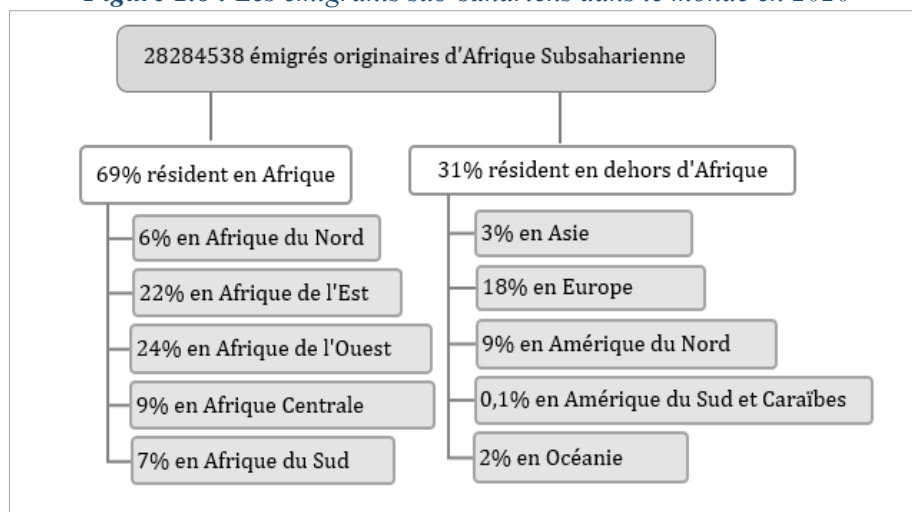 28284538 émigrés originaires d'Afrique Subsaharienne
69% résident en Afrique
6% en Afrique du Nord
22% en Afrique de l'Est
24% en Afrique de l'Ouest
9% en Afrique Centrale
7% en Afrique du Sud
31% résident en dehors d'Afrique
3% en Asie
18% en Europe
9% en Amérique du Nord
0,1% en Amérique du Sud et Caraïbes
2% en Océanie